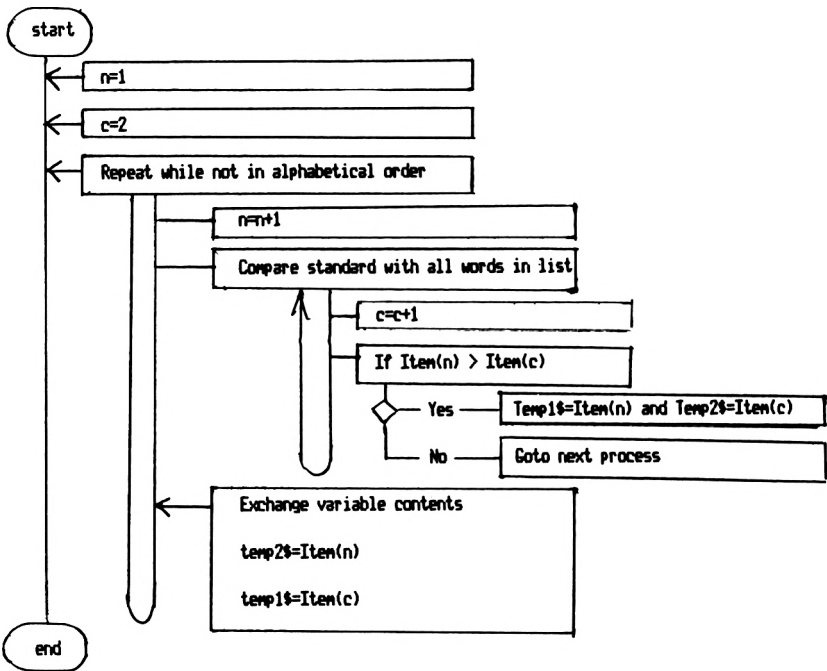 start
n=1
c=2
Repeat while not in alphabetical order
n=n+1
Compare standard with all words in list
c=c+1
If Item(n) > Item(c)
Yes
Temp1$=Item(n) and Temp2$=Item(c)
No
Goto next process
Exchange variable contents
temp2$=Item(n)
temp1$=Item(c)
end